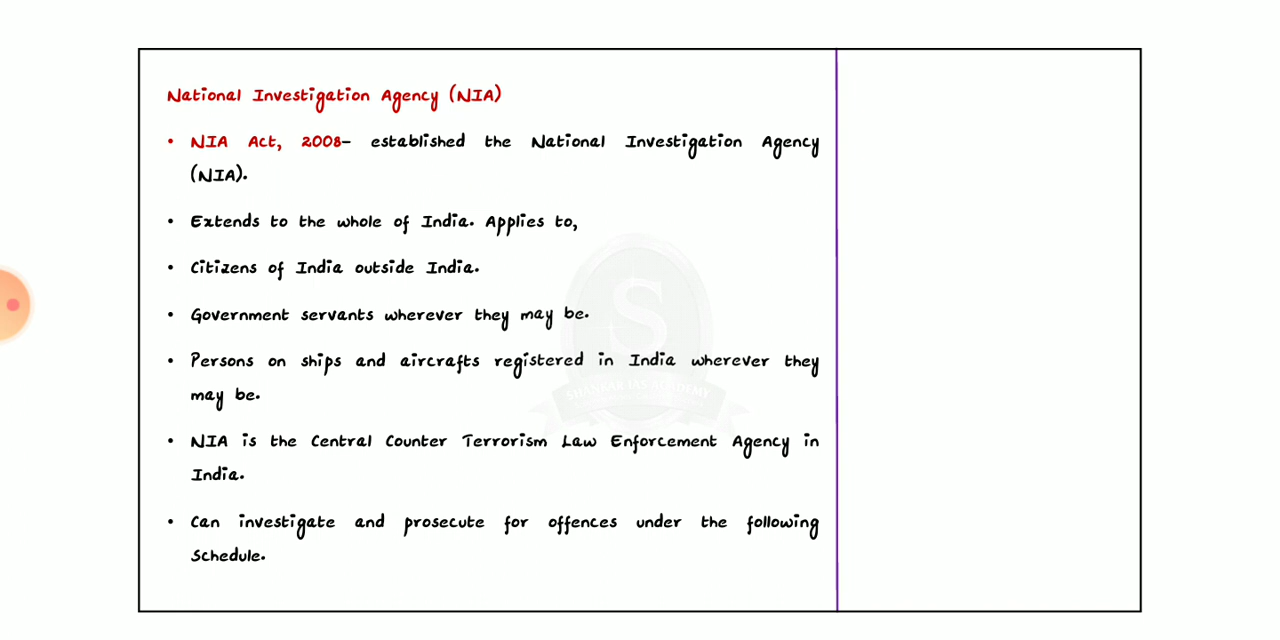 National Investigation Agency (NIA)
• NIA Act, 2008– established the National Investigation Agency
(NIA).
• Extends to the whole of India. Applies to,
• Citizens of India outside India.
• Government servants wherever they may be.
• Persons on ships and aircrafts registered in India wherever they
may be.
• NIA is the Central Counter Terrorism Law Enforcement Agency in
India.
• Can investigate and prosecute for offences under the following
Schedule.
S
SHANKAR IAS ACADEMY